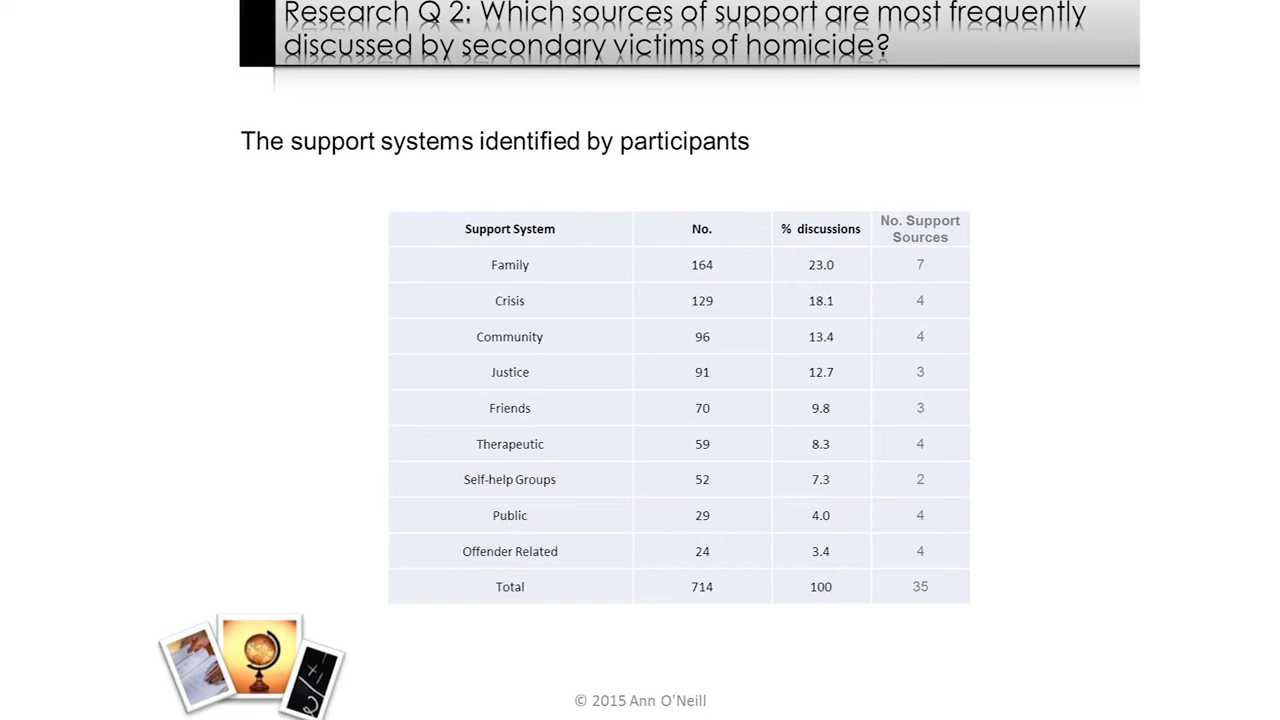 Research Q 2: Which sources of support are most frequently
discussed by secondary victims of homicide?
The support systems identified by participants
Support System No. % discussions No. Support Sources
Family 164 23.0 7
Crisis 129 18.1 4
Community 96 13.4 4
Justice 91 12.7 3
Friends 70 9.8 3
Therapeutic 59 8.3 4
Self-help Groups 52 7.3 2
Public 29 4.0 4
Offender Related 24 3.4 4
Total 714 100 35
© 2015 Ann O'Neill